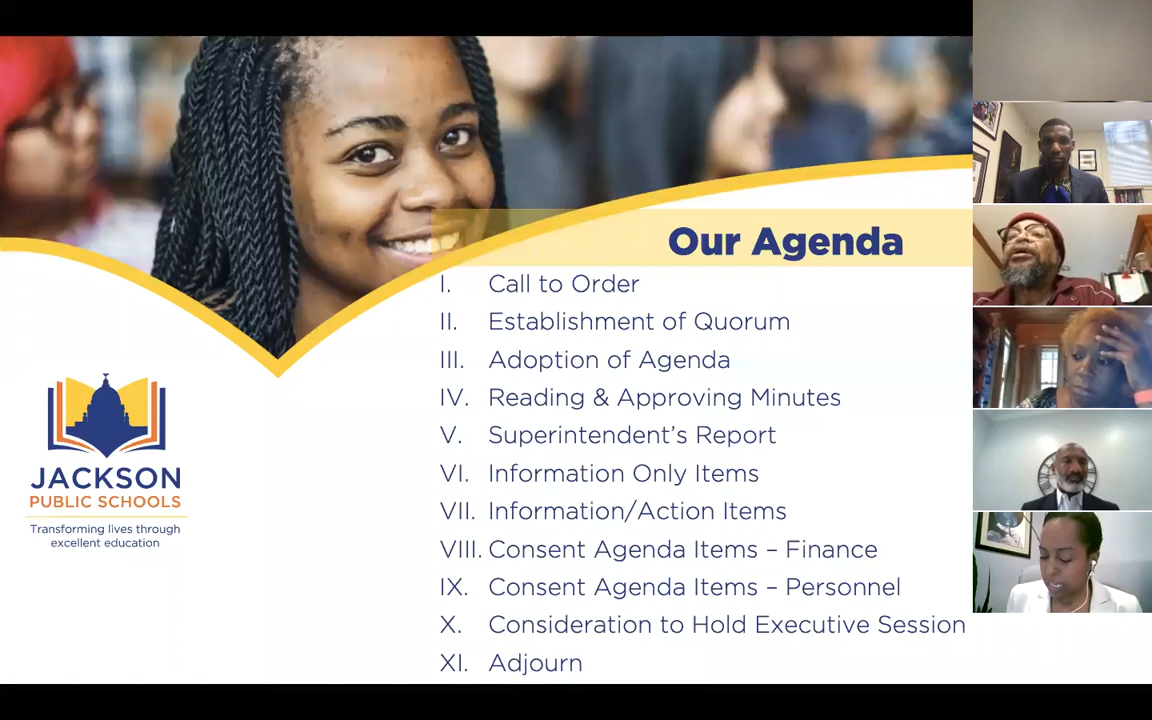 Our Agenda
I. Call to Order
II. Establishment of Quorum
III. Adoption of Agenda
IV. Reading & Approving Minutes
V. Superintendent’s Report
VI. Information Only Items
VII. Information/Action Items
VIII. Consent Agenda Items – Finance
IX. Consent Agenda Items – Personnel
X. Consideration to Hold Executive Session
XI. Adjourn
JACKSON
PUBLIC SCHOOLS
Transforming lives through
excellent education